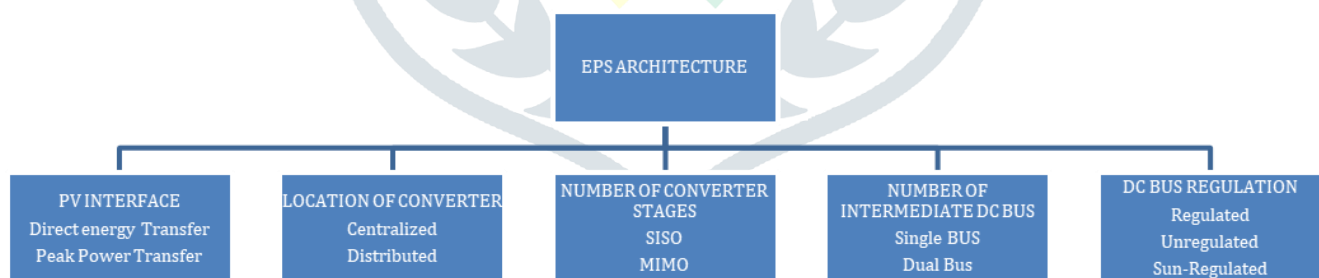 EPS ARCHITECTURE
PV INTERFACE
Direct energy Transfer
Peak Power Transfer
LOCATION OF CONVERTER
Centralized
Distributed
NUMBER OF CONVERTER
STAGES
SISO
MIMO
NUMBER OF
INTERMEDIATE DC BUS
Single BUS
Dual Bus
DC BUS REGULATION
Regulated
Unregulated
Sun-Regulated